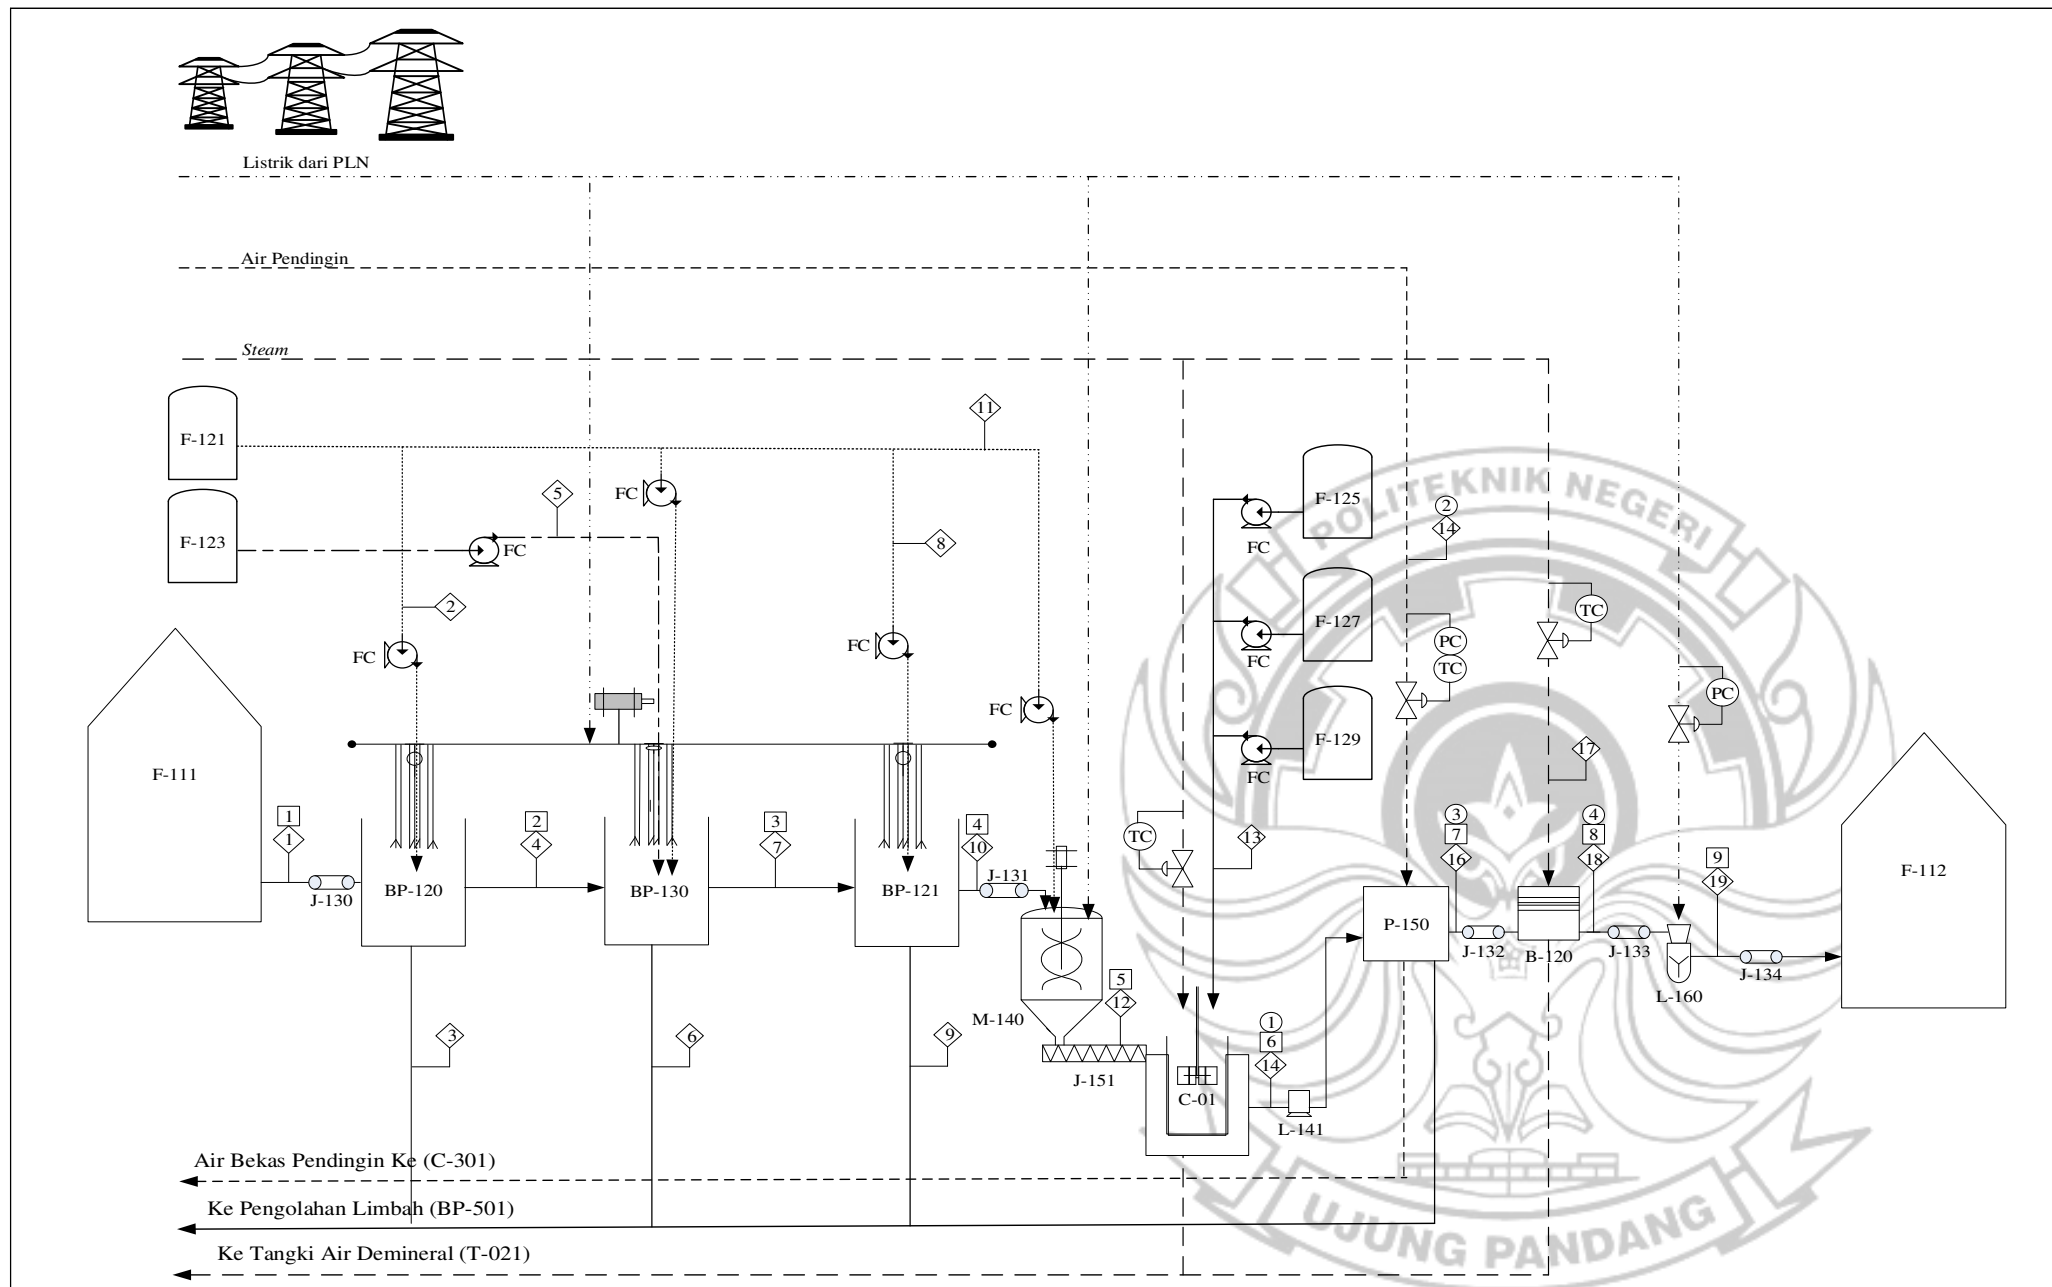 Listrik dari PLN
Air Pendingin
Steam
F-121
11
F-123
5
FC
FC
8
2
FC
FC
FC
F-125
FC
F-127
FC
F-129
FC
2
14
PC
TC
TC
PC
17
F-111
1
1
J-130
BP-120
2
4
BP-130
3
7
BP-121
4
10
J-131
TC
13
M-140
5
12
J-151
C-01
1
6
14
L-141
P-150
3
7
16
J-132
B-120
4
8
18
J-133
L-160
9
19
J-134
F-112
3
6
9
Air Bekas Pendingin Ke (C-301)
Ke Pengolahan Limbah (BP-501)
Ke Tangki Air Demineral (T-021)
POLITEKNIK NEGERI
UJUNG PANDANG